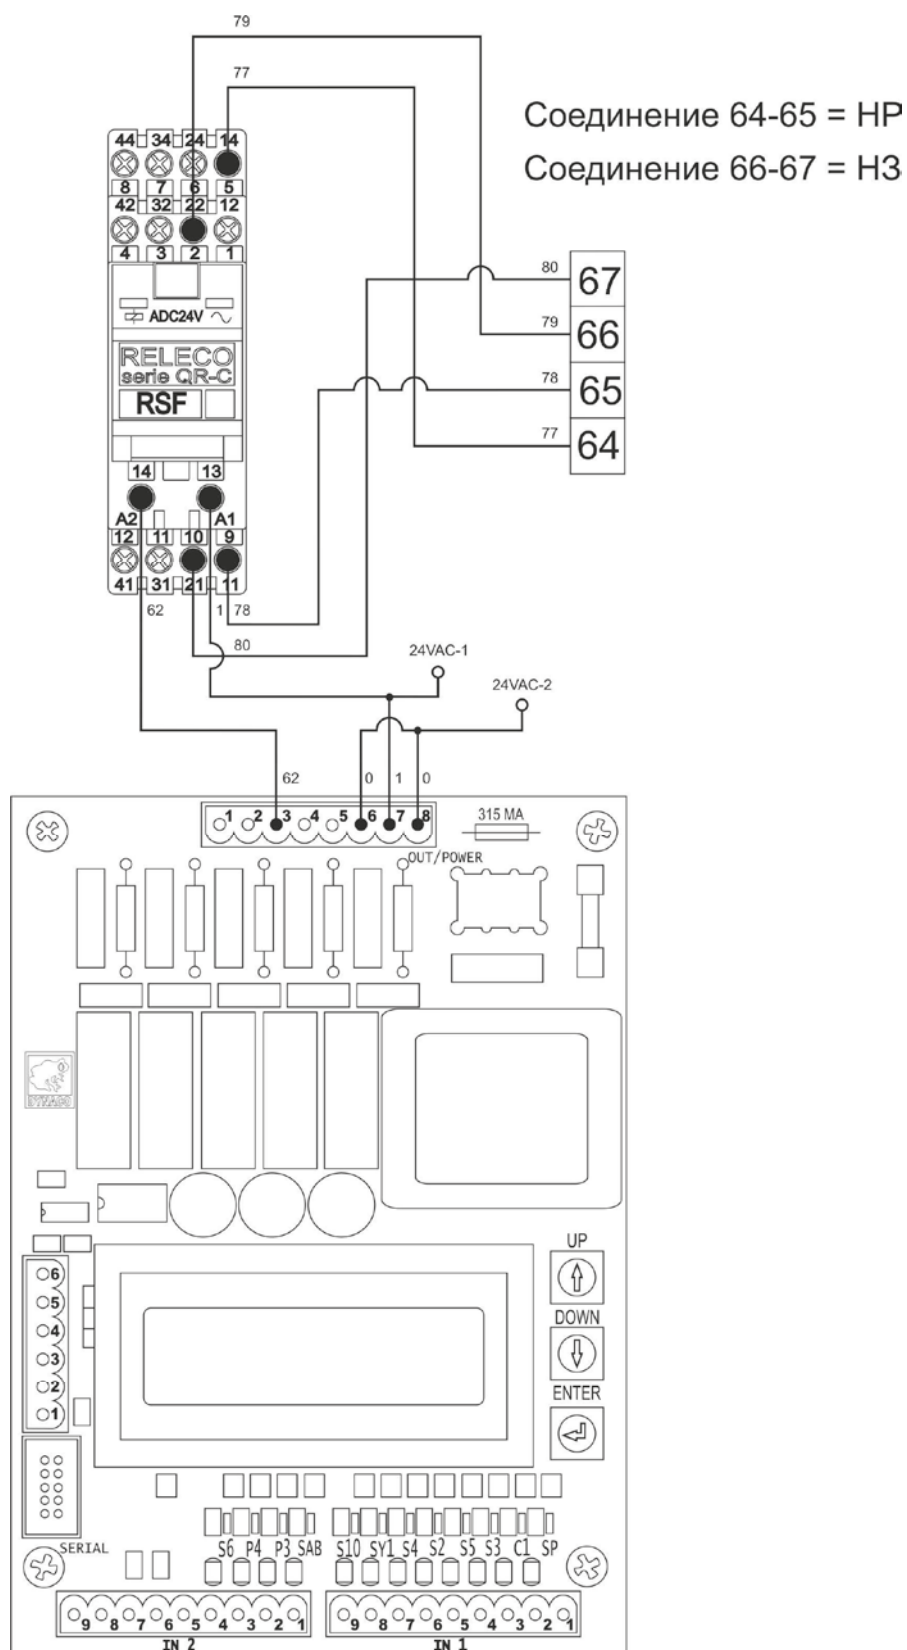 79
77
Соединение 64-65 = НР
Соединение 66-67 = НЗ
44 34 24 14
8 7 6 5
42 32 22 12
4 3 2 1
ADC24V
RELECO
serie QR-C
RSF
14 13
A2 A1
12 11 10 9
41 31 21 11
62 1 78
80
80 67
79 66
78 65
77 64
24VAC-1
24VAC-2
62 0 1 0
1 2 3 4 5 6 7 8
OUT/POWER
315 MA
DYNACO
UP
DOWN
ENTER
6
5
4
3
2
1
SERIAL
S6 P4 P3 SAB S10 SY1 S4 S2 S5 S3 C1 SP
9 8 7 6 5 4 3 2 1
IN 2
9 8 7 6 5 4 3 2 1
IN 1